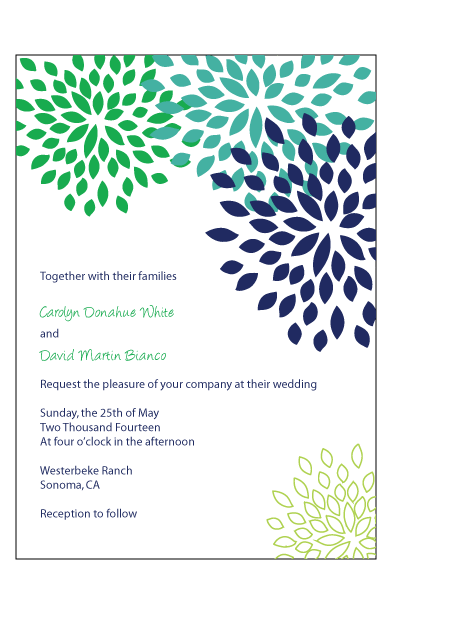 Together with their families
Carolyn Donahue White
and
David Martin Bianco
Request the pleasure of your company at their wedding
Sunday, the 25th of May
Two Thousand Fourteen
At four o'clock in the afternoon
Westerbeke Ranch
Sonoma, CA
Reception to follow